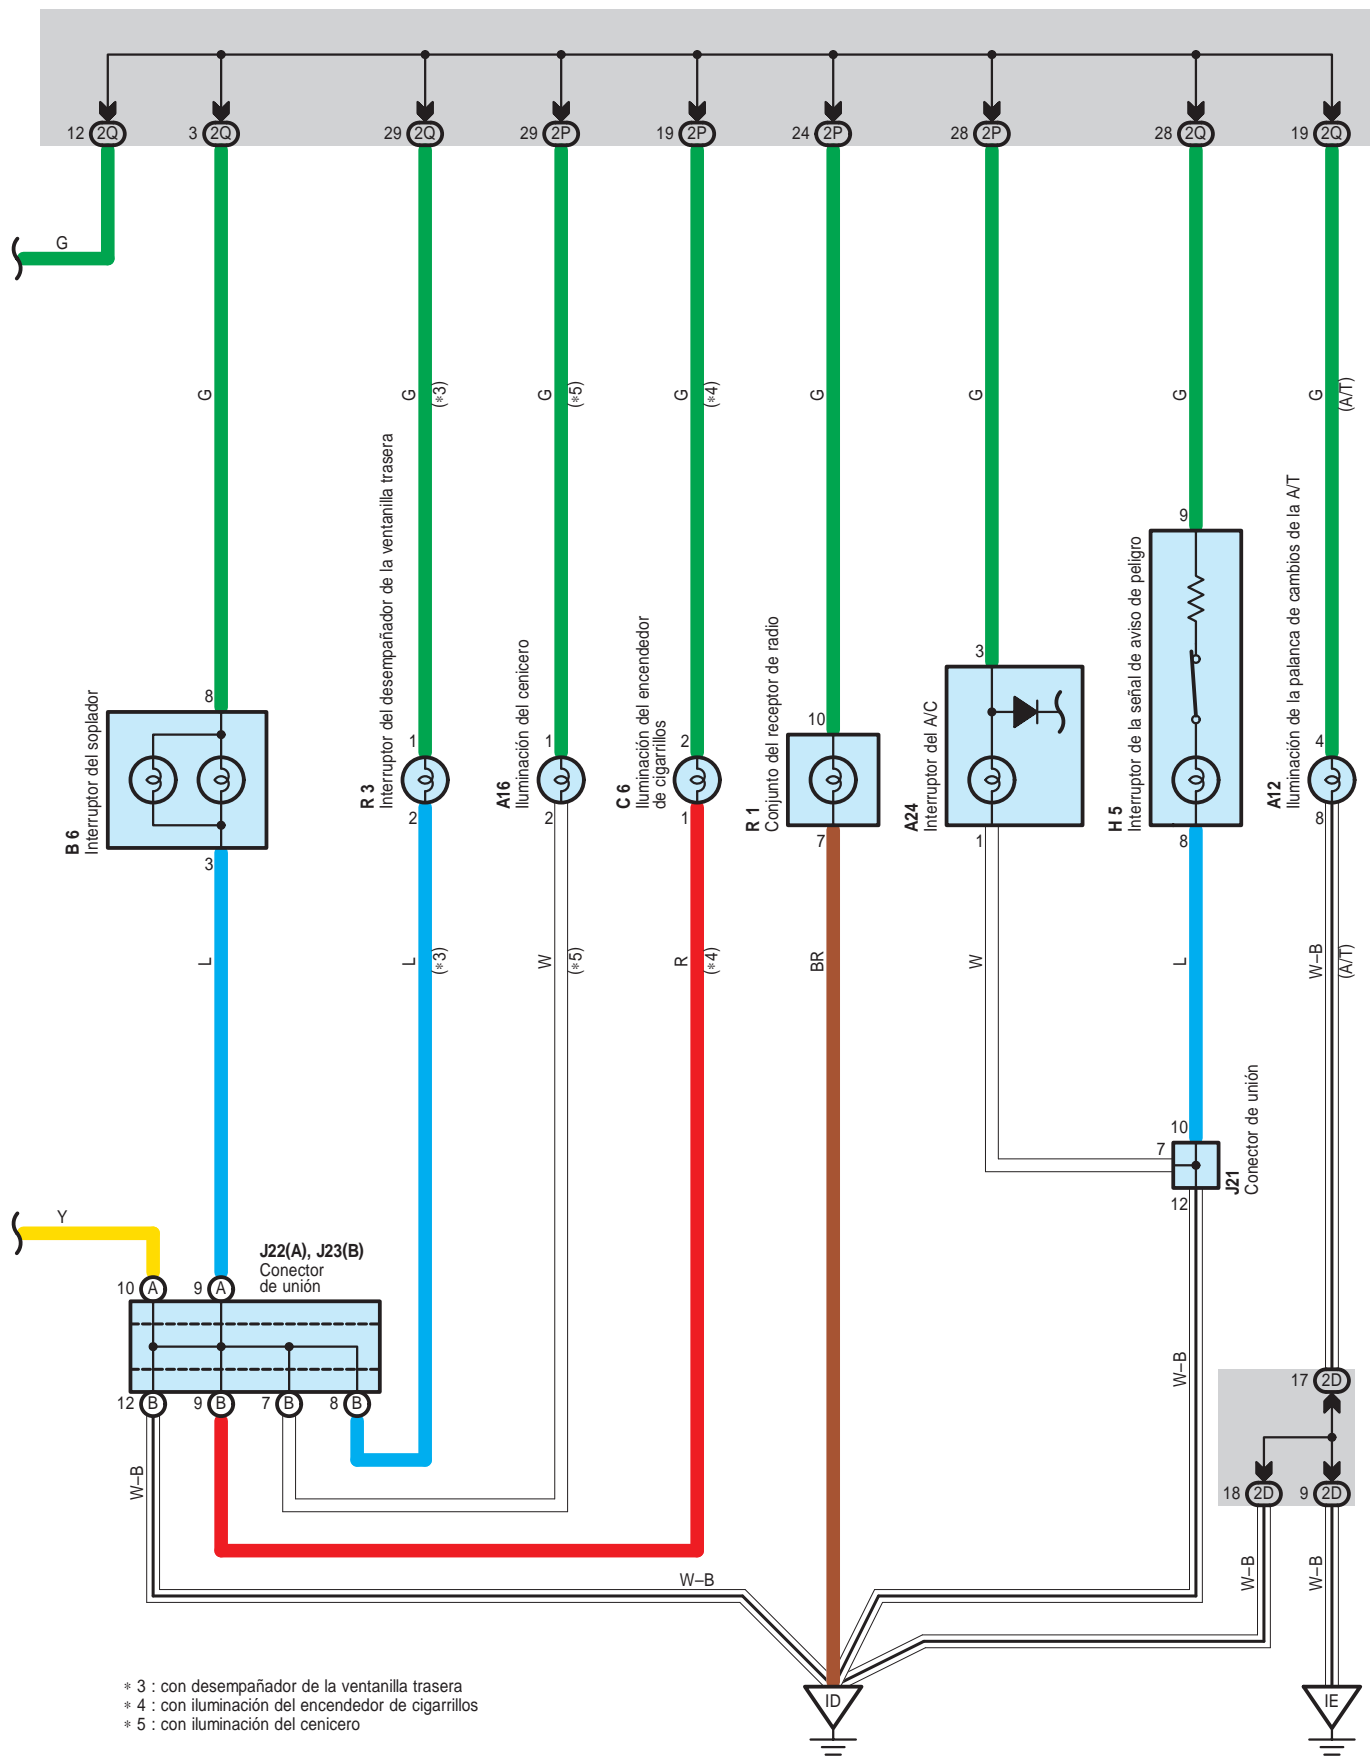 12 2Q
3 2Q
29 2Q
29 2P
19 2P
24 2P
28 2P
28 2Q
19 2Q
G
G
G
(∗3)
G
(∗5)
G
(∗4)
G
G
G
G
(A/T)
8
B 6
Interruptor del soplador
3
1
R 3
Interruptor del desempañador de la ventanilla trasera
2
1
A16
Iluminación del cenicero
2
2
C 6
Iluminación del encendedor
de cigarrillos
1
10
R 1
Conjunto del receptor de radio
7
3
A24
Interruptor del A/C
1
9
H 5
Interruptor de la señal de aviso de peligro
8
4
A12
Iluminación de la palanca de cambios de la A/T
8
L
L
(∗3)
W
(∗5)
R
(∗4)
BR
W
L
W–B
(A/T)
10
7
12
J21
Conector de unión
Y
J22(A), J23(B)
Conector
de unión
10 A
9 A
12 B
9 B
7 B
8 B
W–B
W–B
17 2D
18 2D
9 2D
W–B
W–B
W–B
ID
IE
∗ 3 : con desempañador de la ventanilla trasera
∗ 4 : con iluminación del encendedor de cigarrillos
∗ 5 : con iluminación del cenicero